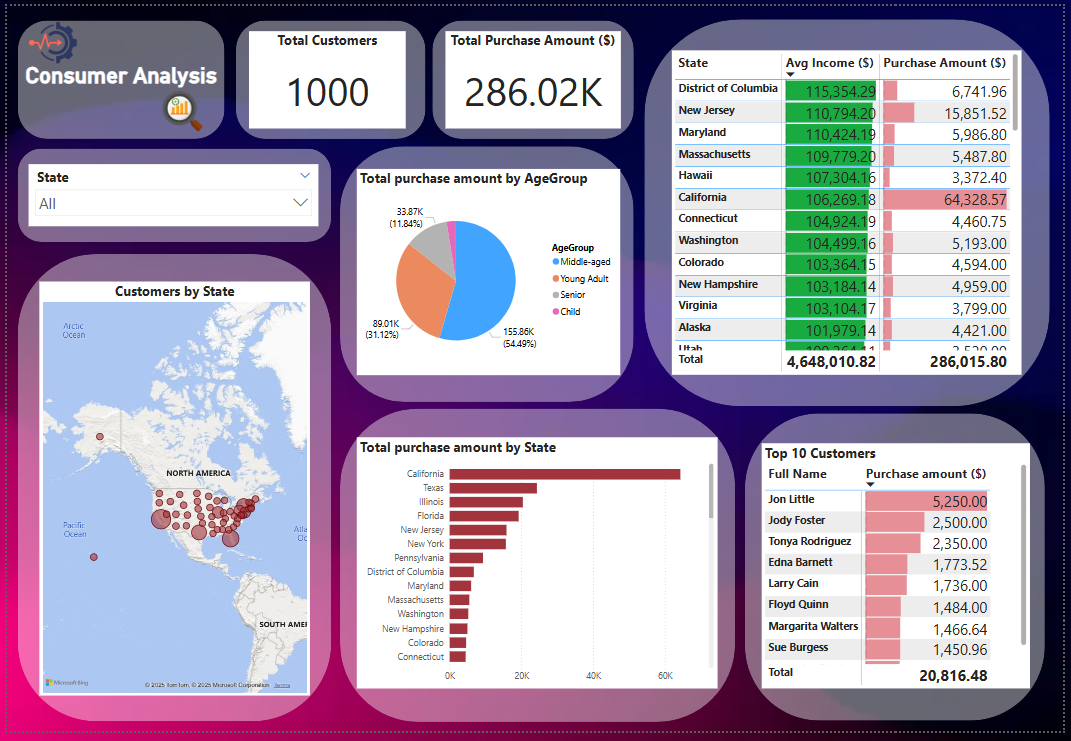 Consumer Analysis
Total Customers
1000
Total Purchase Amount ($)
286.02K
State
All
Customers by State
Arctic
Ocean
NORTH AMERICA
Pacific
Ocean
SOUTH AMER
Microsoft Bing
© 2025 TomTom, © 2025 Microsoft Corporation Terms
Total purchase amount by AgeGroup
33.87K
(11.84%)
89.01K
(31.12%)
155.86K
(54.49%)
AgeGroup
Middle-aged
Young Adult
Senior
Child
State Avg Income ($) Purchase Amount ($)
District of Columbia 115,354.29 6,741.96
New Jersey 110,794.20 15,851.52
Maryland 110,424.19 5,986.80
Massachusetts 109,779.20 5,487.80
Hawaii 107,304.16 3,372.40
California 106,269.18 64,328.57
Connecticut 104,924.19 4,460.75
Washington 104,499.16 5,193.00
Colorado 103,364.15 4,594.00
New Hampshire 103,184.14 4,959.00
Virginia 103,104.17 3,799.00
Alaska 101,979.14 4,421.00
Utah
Total 4,648,010.82 286,015.80
Total purchase amount by State
California
Texas
Illinois
Florida
New Jersey
New York
Pennsylvania
District of Columbia
Maryland
Massachusetts
Washington
New Hampshire
Colorado
Connecticut
0K 20K 40K 60K
Top 10 Customers
Full Name Purchase amount ($)
Jon Little 5,250.00
Jody Foster 2,500.00
Tonya Rodriguez 2,350.00
Edna Barnett 1,773.52
Larry Cain 1,736.00
Floyd Quinn 1,484.00
Margarita Walters 1,466.64
Sue Burgess 1,450.96
Total 20,816.48